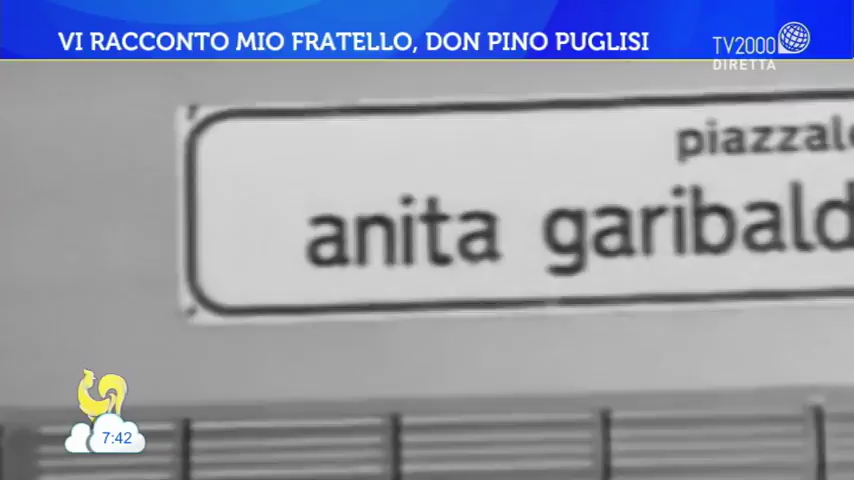 VI RACCONTO MIO FRATELLO, DON PINO PUGLISI
TV2000
DIRETTA
piazzale
anita garibald
7:42